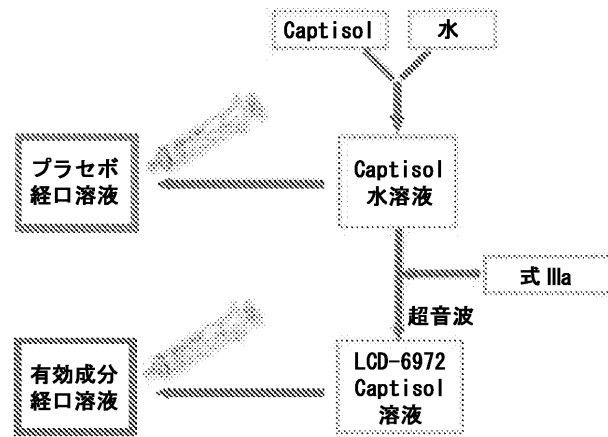 Captisol
水
プラセボ
経口溶液
Captisol
水溶液
式 IIIa
超音波
有効成分
経口溶液
LCD-6972
Captisol
溶液